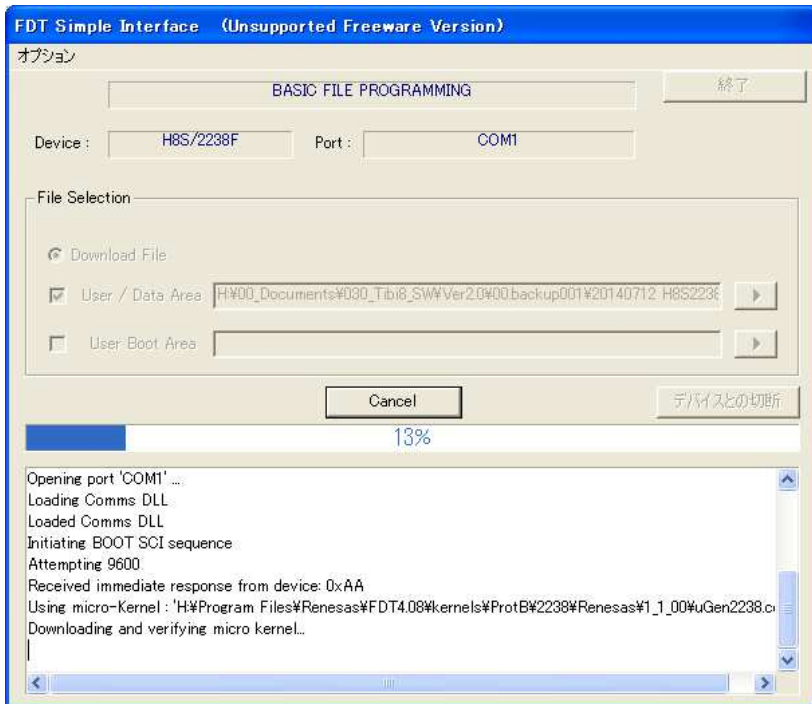 FDT Simple Interface (Unsupported Freeware Version)
オプション
BASIC FILE PROGRAMMING
終了
Device : H8S/2238F Port : COM1
File Selection
Download File
User / Data Area H:¥00_Documents¥030_Tibi8_SW¥Ver2.0¥00.backup001¥20140712_H8S2238
User Boot Area
Cancel
デバイスとの切断
13%
Opening port 'COM1' ...
Loading Comms DLL
Loaded Comms DLL
Initiating BOOT SCI sequence
Attempting 9600
Received immediate response from device: 0xAA
Using micro-Kernel : 'H:¥Program Files¥Renesas¥FDT4.08¥kernels¥ProtB¥2238¥Renesas¥1_1_00¥uGen2238.c
Downloading and verifying micro kernel...